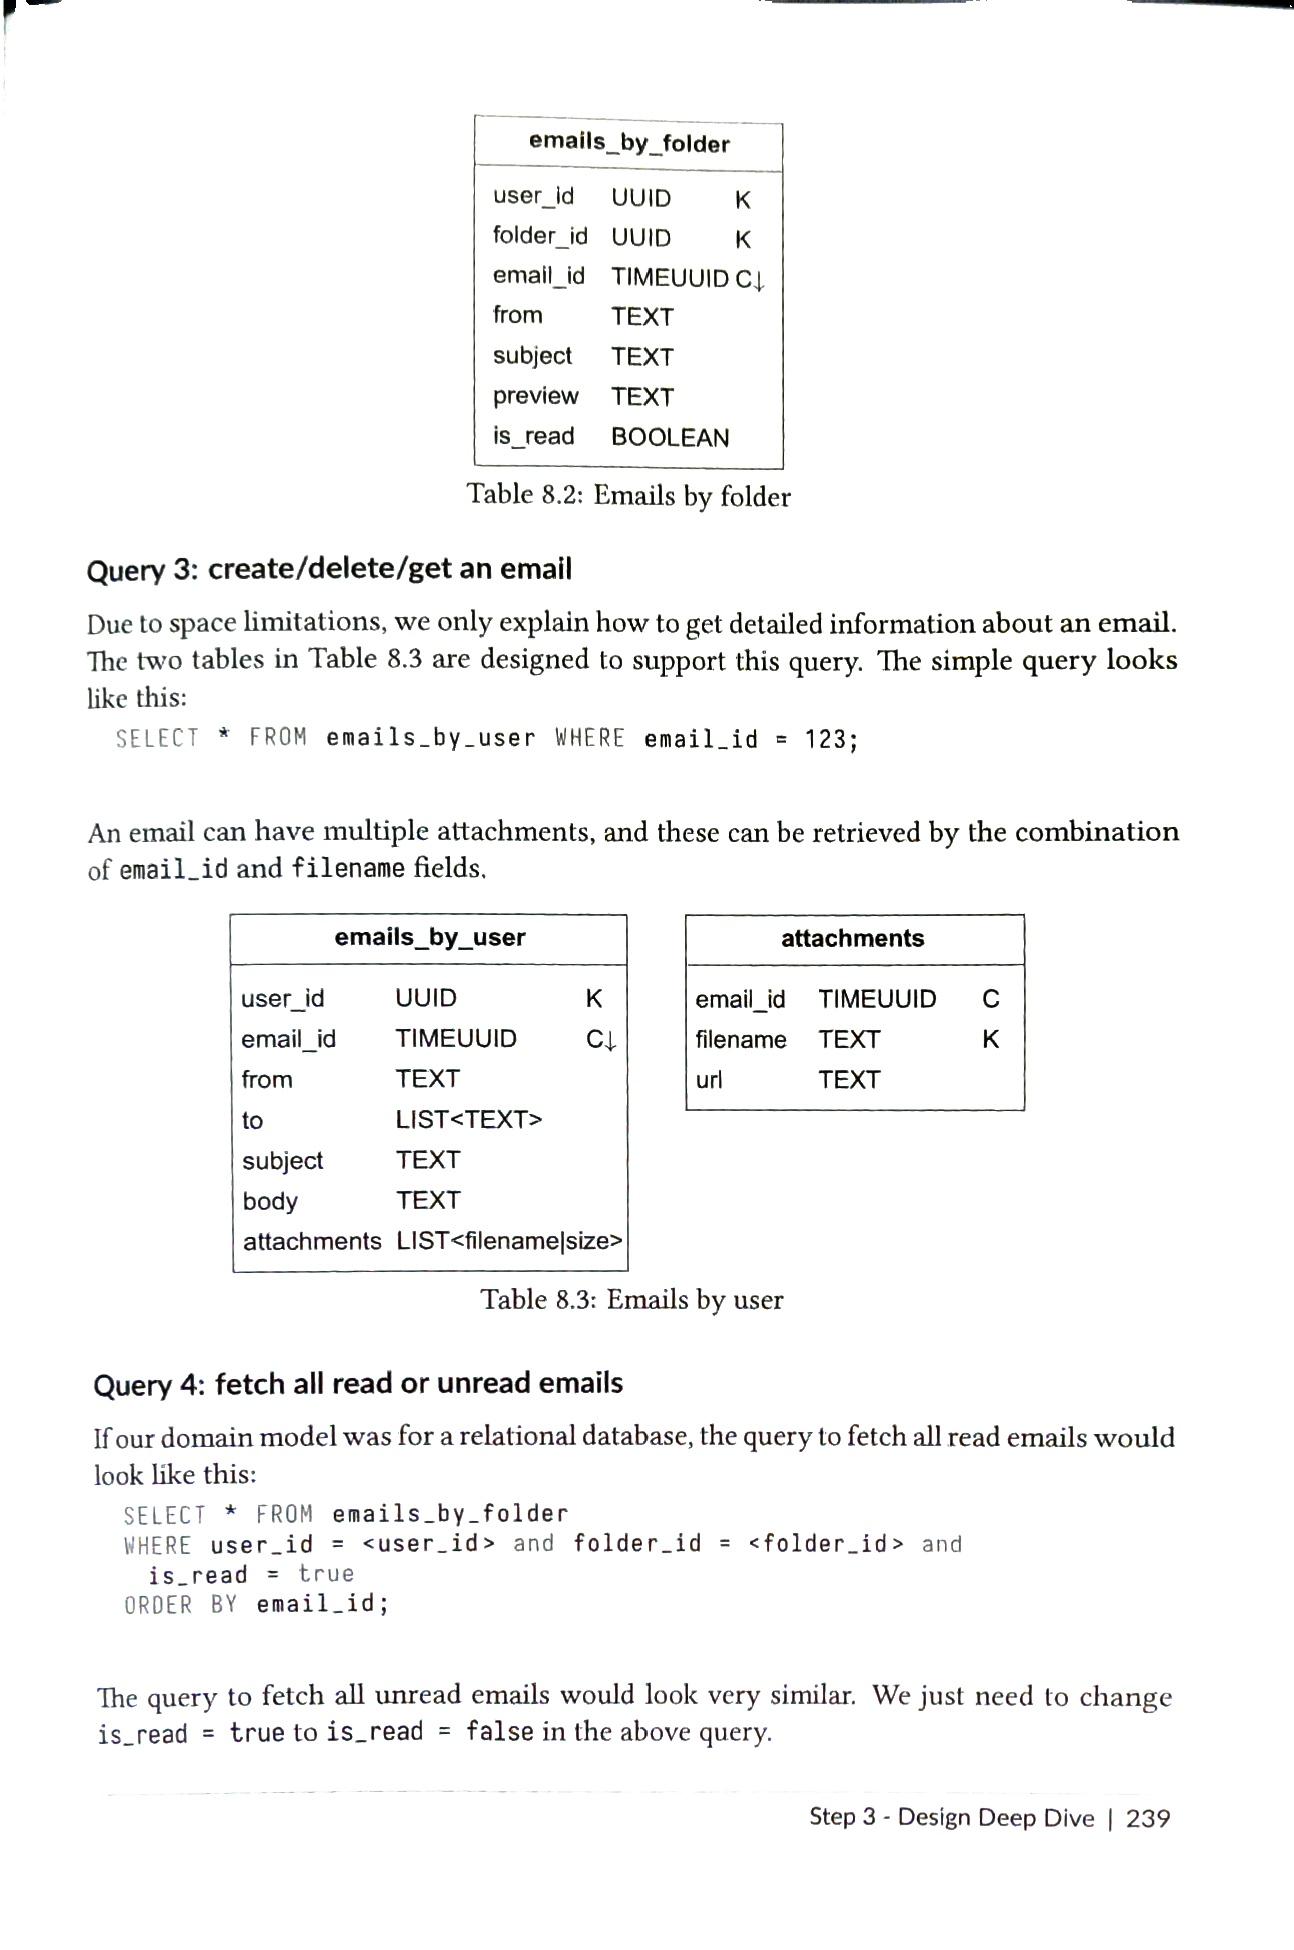 emails_by_folder
user_id UUID K
folder_id UUID K
email_id TIMEUUID C↓
from TEXT
subject TEXT
preview TEXT
is_read BOOLEAN
Table 8.2: Emails by folder
Query 3: create/delete/get an email
Due to space limitations, we only explain how to get detailed information about an email.
The two tables in Table 8.3 are designed to support this query. The simple query looks
like this:
SELECT * FROM emails_by_user WHERE email_id = 123;
An email can have multiple attachments, and these can be retrieved by the combination
of email_id and filename fields.
emails_by_user
user_id UUID K
email_id TIMEUUID C↓
from TEXT
to LIST<TEXT>
subject TEXT
body TEXT
attachments LIST<filename|size>
attachments
email_id TIMEUUID C
filename TEXT K
url TEXT
Table 8.3: Emails by user
Query 4: fetch all read or unread emails
If our domain model was for a relational database, the query to fetch all read emails would
look like this:
SELECT * FROM emails_by_folder
WHERE user_id = <user_id> and folder_id = <folder_id> and
is_read = true
ORDER BY email_id;
The query to fetch all unread emails would look very similar. We just need to change
is_read = true to is_read = false in the above query.
Step 3 - Design Deep Dive | 239